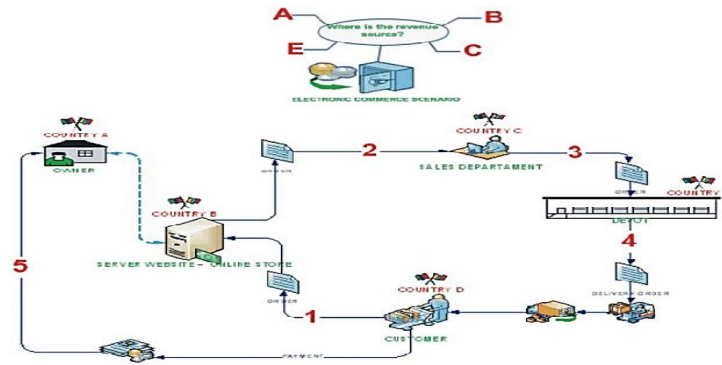 A
B
Where is the revenue
source?
E
C
ELECTRONIC COMMERCE SCENARIO
COUNTRY A
OWNER
COUNTRY C
2
3
SALES DEPARTAMENT
ORDER
COUNTRY
DEPOT
COUNTRY B
SERVER WEBSITE - ONLINE STORE
4
5
ORDER
DELIVERY ORDER
COUNTRY D
1
CUSTOMER
PAYMENT